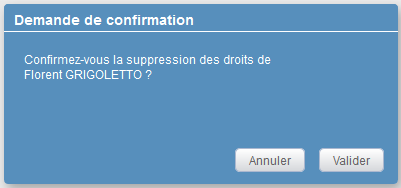 Demande de confirmation
Confirmez-vous la suppression des droits de
Florent GRIGOLETTO ?
Annuler Valider